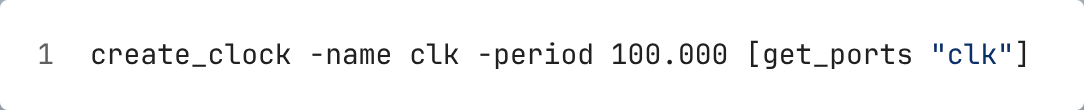 1 create_clock -name clk -period 100.000 [get_ports "clk"]